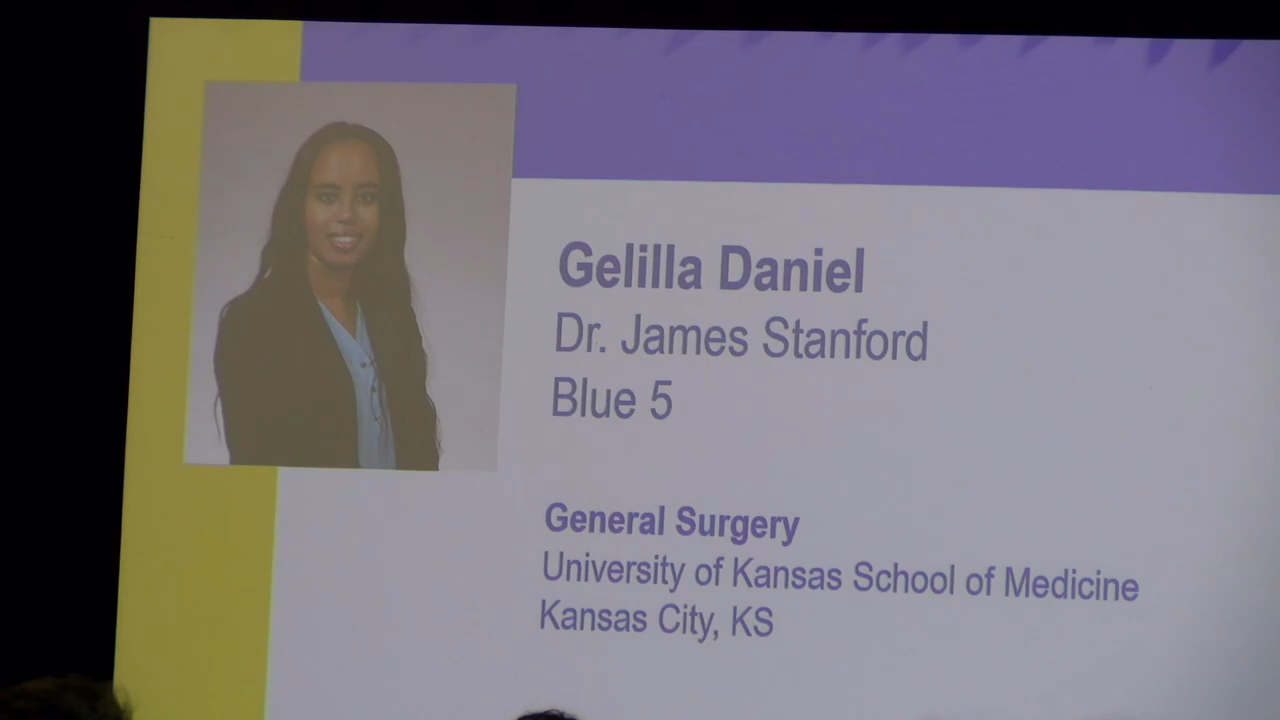 Gelilla Daniel
Dr. James Stanford
Blue 5
General Surgery
University of Kansas School of Medicine
Kansas City, KS